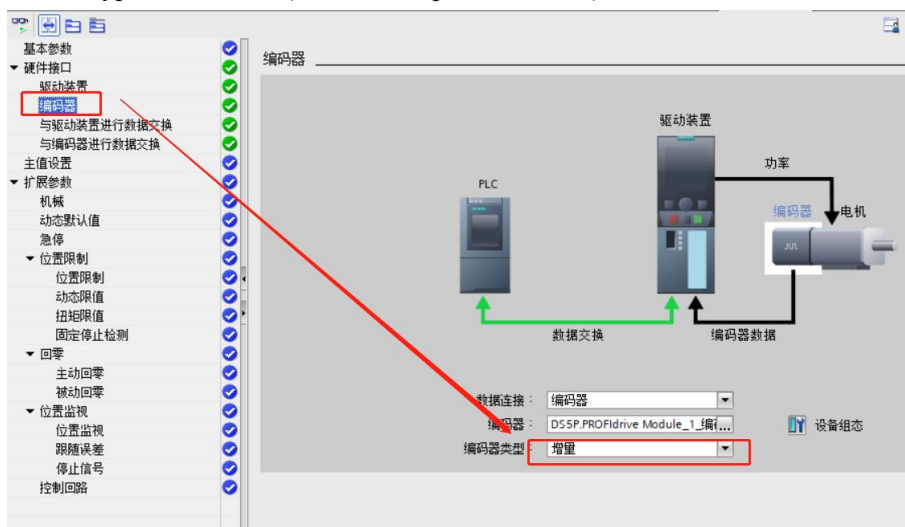 基本参数
硬件接口
驱动装置
编码器
与驱动装置进行数据交换
与编码器进行数据交换
主值设置
扩展参数
机械
动态默认值
急停
位置限制
位置限制
动态限值
扭矩限值
固定停止检测
回零
主动回零
被动回零
位置监视
位置监视
跟随误差
停止信号
控制回路
编码器
驱动装置
功率
PLC
编码器
电机
数据交换
编码器数据
数据连接：
编码器
编码器：
DS5P.PROFIdrive Module_1_编
...
设备组态
编码器类型：
增量